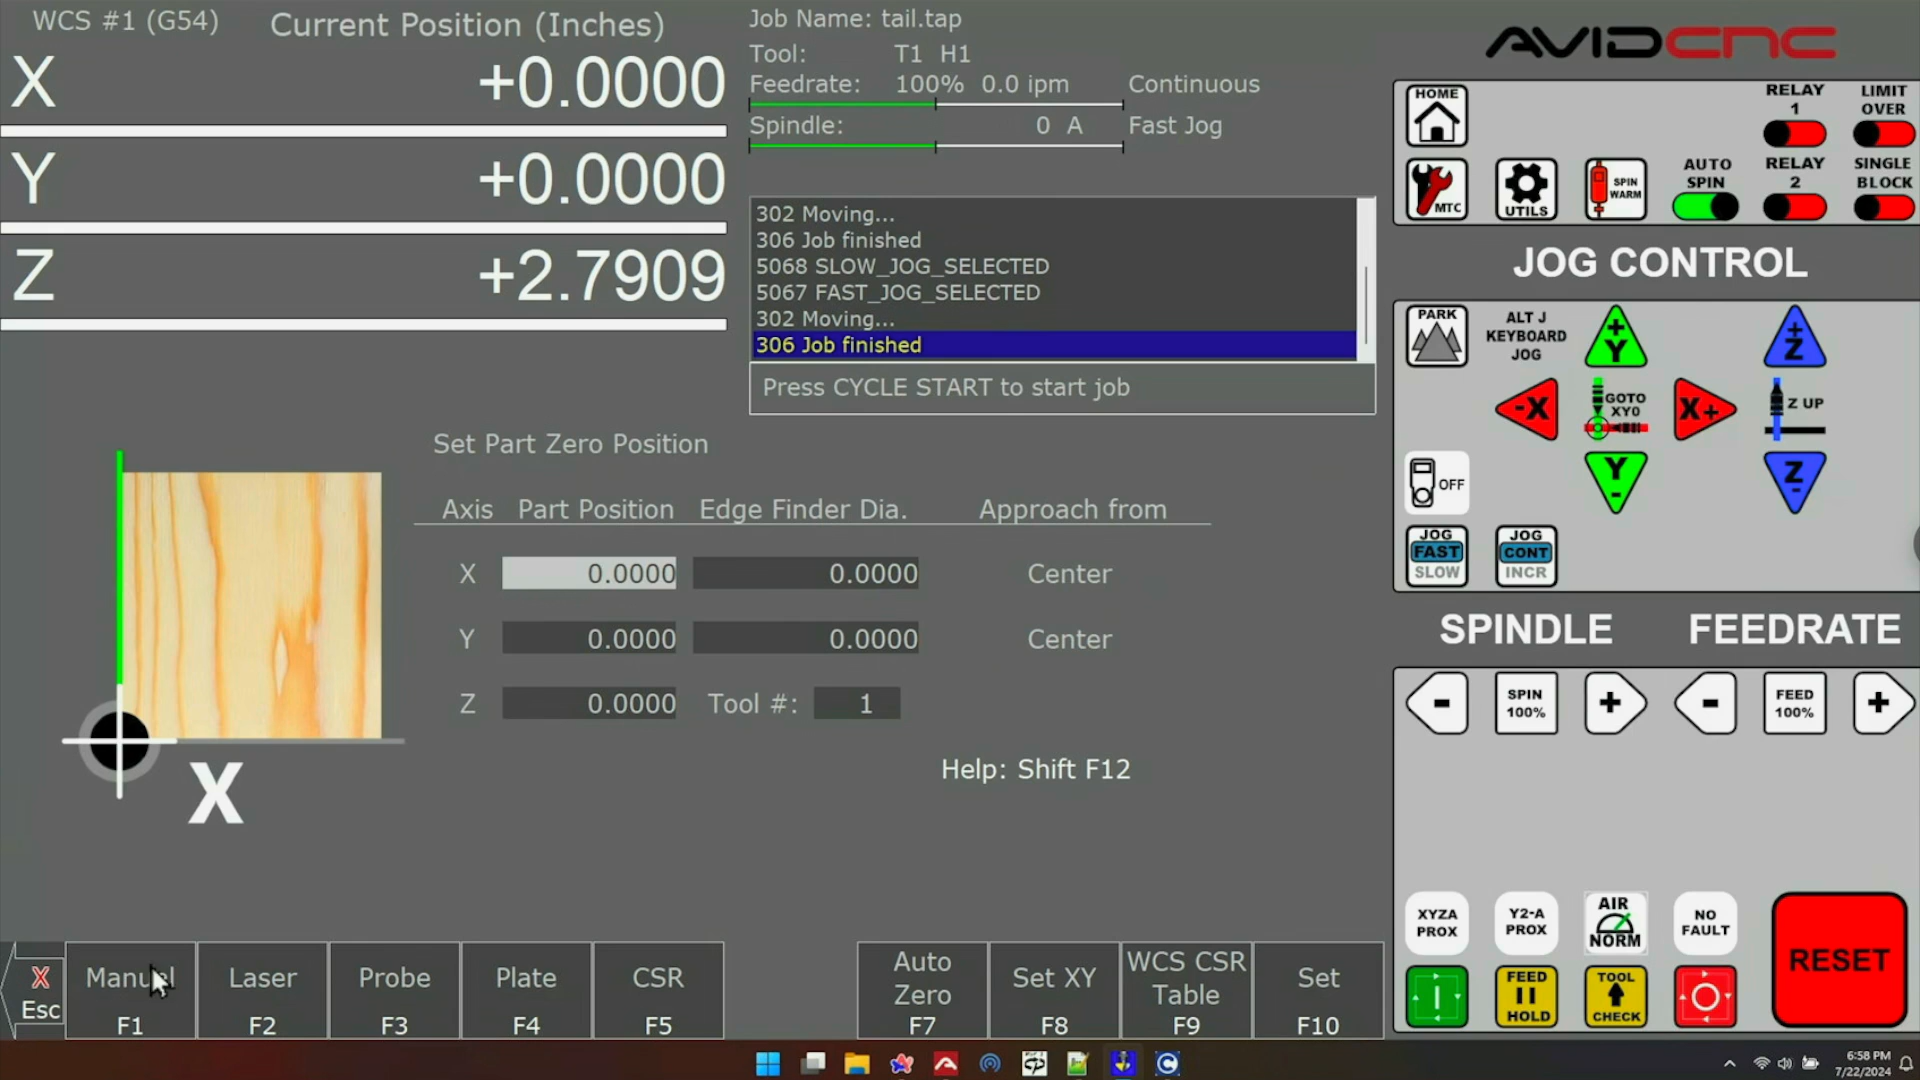 WCS #1 (G54)
Current Position (Inches)
X +0.0000
Y +0.0000
Z +2.7909
Job Name: tail.tap
Tool: T1 H1
Feedrate: 100% 0.0 ipm Continuous
Spindle: 0 A Fast Jog
302 Moving...
306 Job finished
5068 SLOW_JOG_SELECTED
5067 FAST_JOG_SELECTED
302 Moving...
306 Job finished
Press CYCLE START to start job
Set Part Zero Position
Axis Part Position Edge Finder Dia. Approach from
X 0.0000 0.0000 Center
Y 0.0000 0.0000 Center
Z 0.0000 Tool #: 1
Help: Shift F12
X
X
Esc
Manual
F1
Laser
F2
Probe
F3
Plate
F4
CSR
F5
Auto
Zero
F7
Set XY
F8
WCS CSR
Table
F9
Set
F10
AVIDCNC
HOME
RELAY
1
LIMIT
OVER
MTC
UTILS
SPIN
WARM
AUTO
SPIN
RELAY
2
SINGLE
BLOCK
JOG CONTROL
PARK
ALT J
KEYBOARD
JOG
+
Y
+
Z
-X
GOTO
XY0
X+
Z UP
OFF
Y
-
Z
-
JOG
FAST
SLOW
JOG
CONT
INCR
SPINDLE
FEEDRATE
-
SPIN
100%
+
-
FEED
100%
+
XYZA
PROX
Y2-A
PROX
AIR
NORM
NO
FAULT
RESET
FEED
HOLD
TOOL
CHECK
6:58 PM
7/22/2024